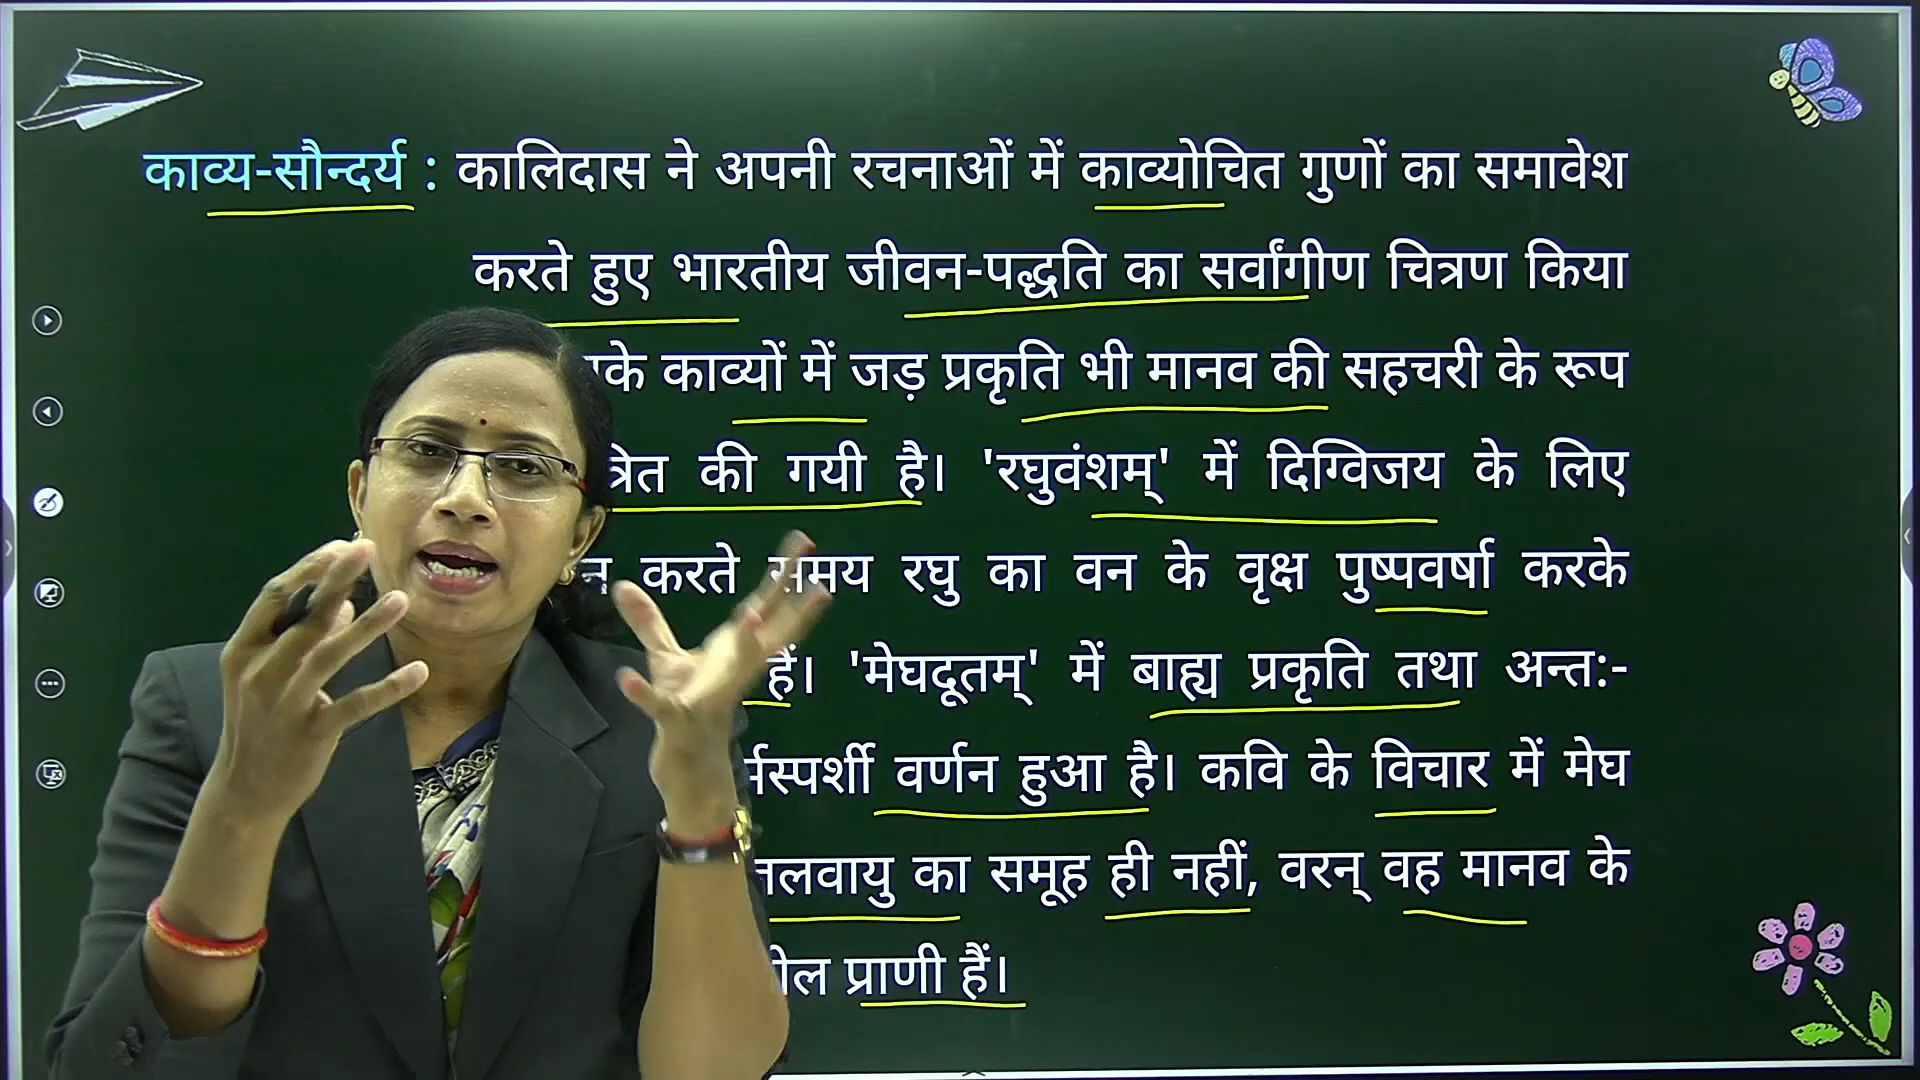 काव्य-सौन्दर्य : कालिदास ने अपनी रचनाओं में काव्योचित गुणों का समावेश
करते हुए भारतीय जीवन-पद्धति का सर्वांगीण चित्रण किया
काव्यों में जड़ प्रकृति भी मानव की सहचरी के रूप
की गयी है। 'रघुवंशम्' में दिग्विजय के लिए
करते समय रघु का वन के वृक्ष पुष्पवर्षा करके
हैं। 'मेघदूतम्' में बाह्य प्रकृति तथा अन्त:-
वर्णन हुआ है। कवि के विचार में मेघ
का समूह ही नहीं, वरन् वह मानव के
प्राणी हैं।